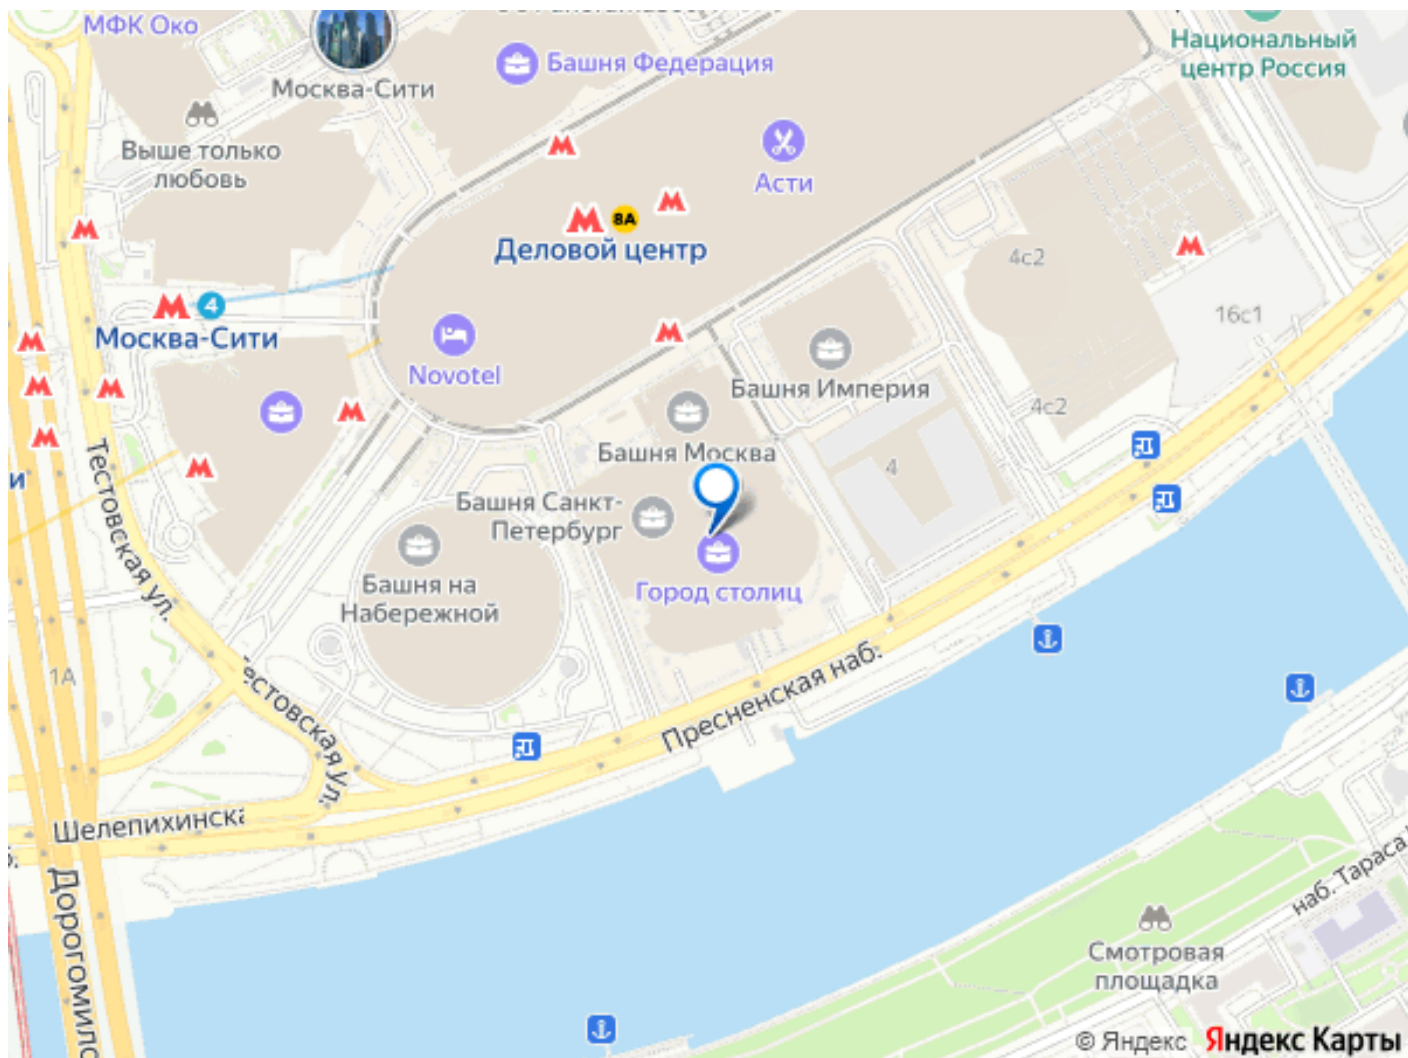 МФК Око
Москва-Сити
Башня Федерация
Национальный
центр Россия
Выше только
любовь
Асти
8А
Деловой центр
4
Москва-Сити
4с2
16с1
Novotel
Башня Империя
4с2
Башня Москва
4
и
Башня Санкт-
Петербург
Город столиц
Башня на
Набережной
Тестовская ул.
1А
Тестовская ул.
Пресненская наб.
Шелепихинска
Дорогомило
наб. Тараса
Смотровая
площадка
© Яндекс Яндекс Карты